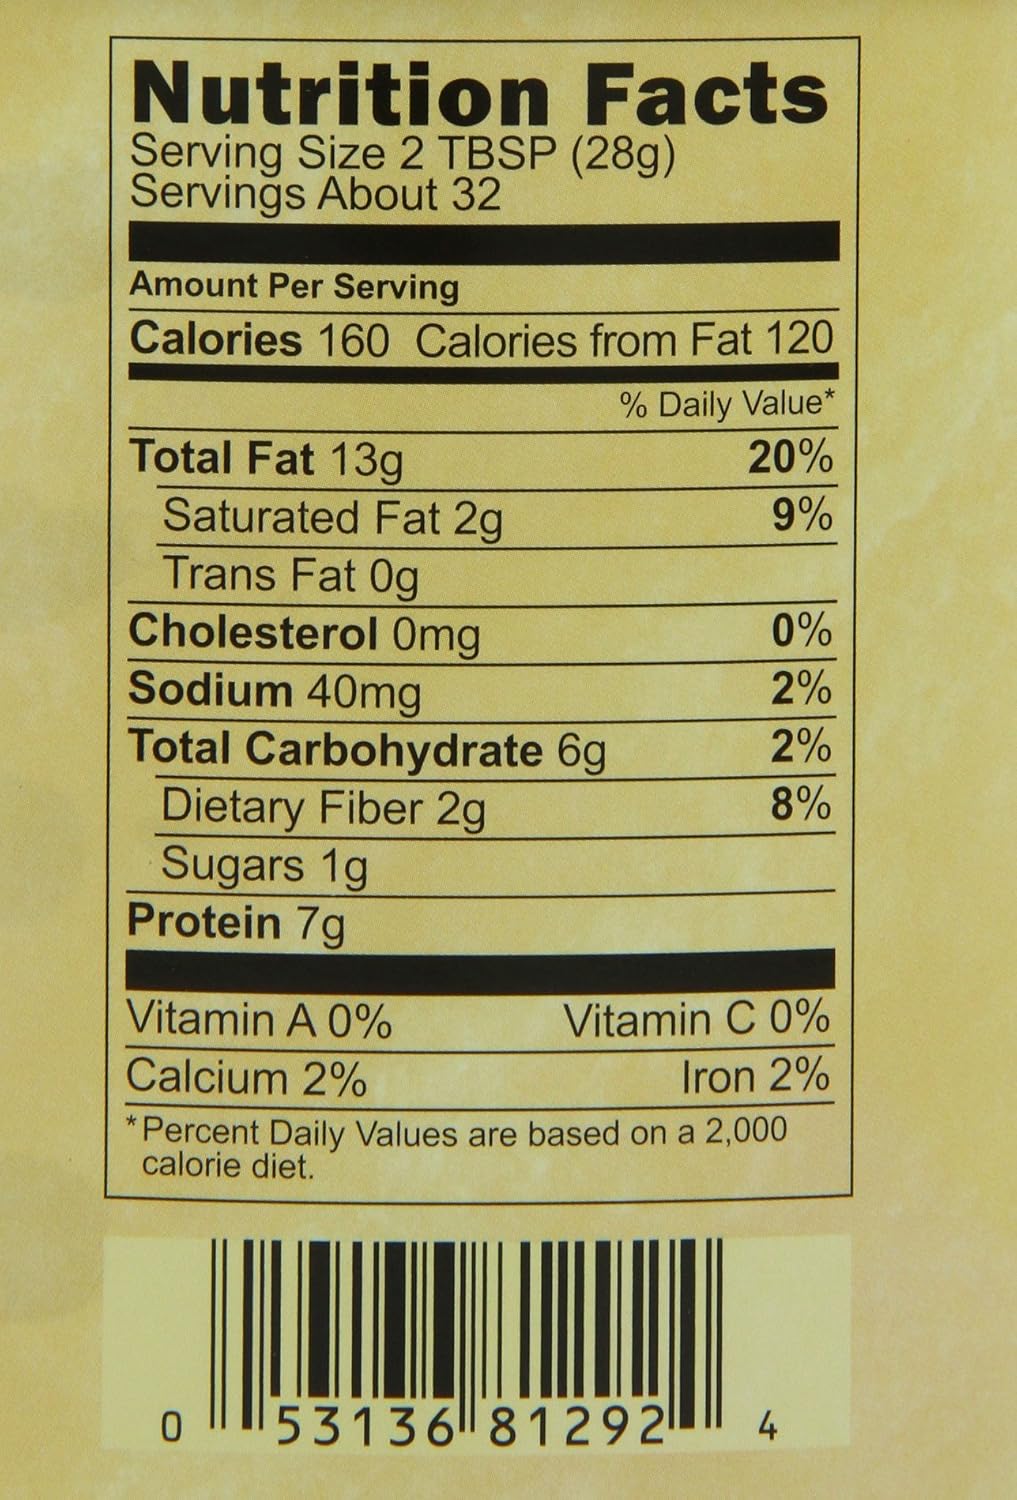 Nutrition Facts
Serving Size 2 TBSP (28g)
Servings About 32
Amount Per Serving
Calories 160 Calories from Fat 120
% Daily Value*
Total Fat 13g 20%
Saturated Fat 2g 9%
Trans Fat 0g
Cholesterol 0mg 0%
Sodium 40mg 2%
Total Carbohydrate 6g 2%
Dietary Fiber 2g 8%
Sugars 1g
Protein 7g
Vitamin A 0% Vitamin C 0%
Calcium 2% Iron 2%
*Percent Daily Values are based on a 2,000
calorie diet.
0 53136 81292 4